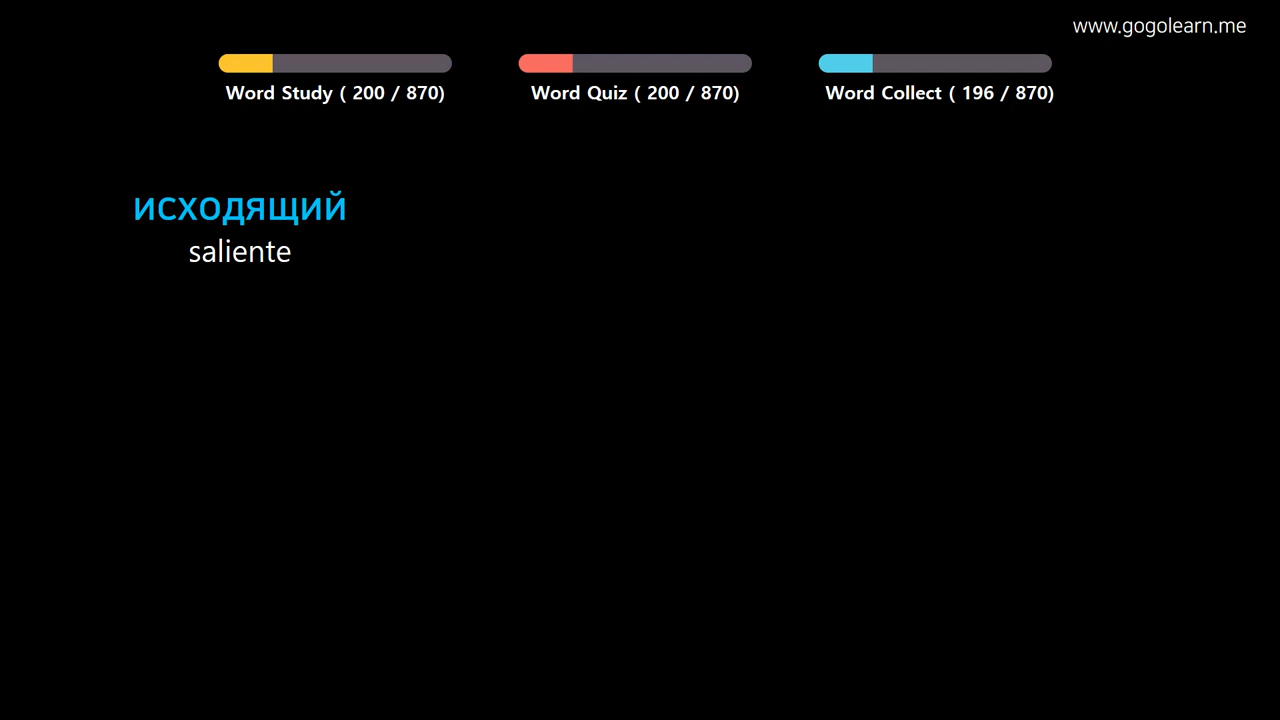 www.gogolearn.me
Word Study ( 200 / 870)
Word Quiz ( 200 / 870)
Word Collect ( 196 / 870)
исходящий
saliente